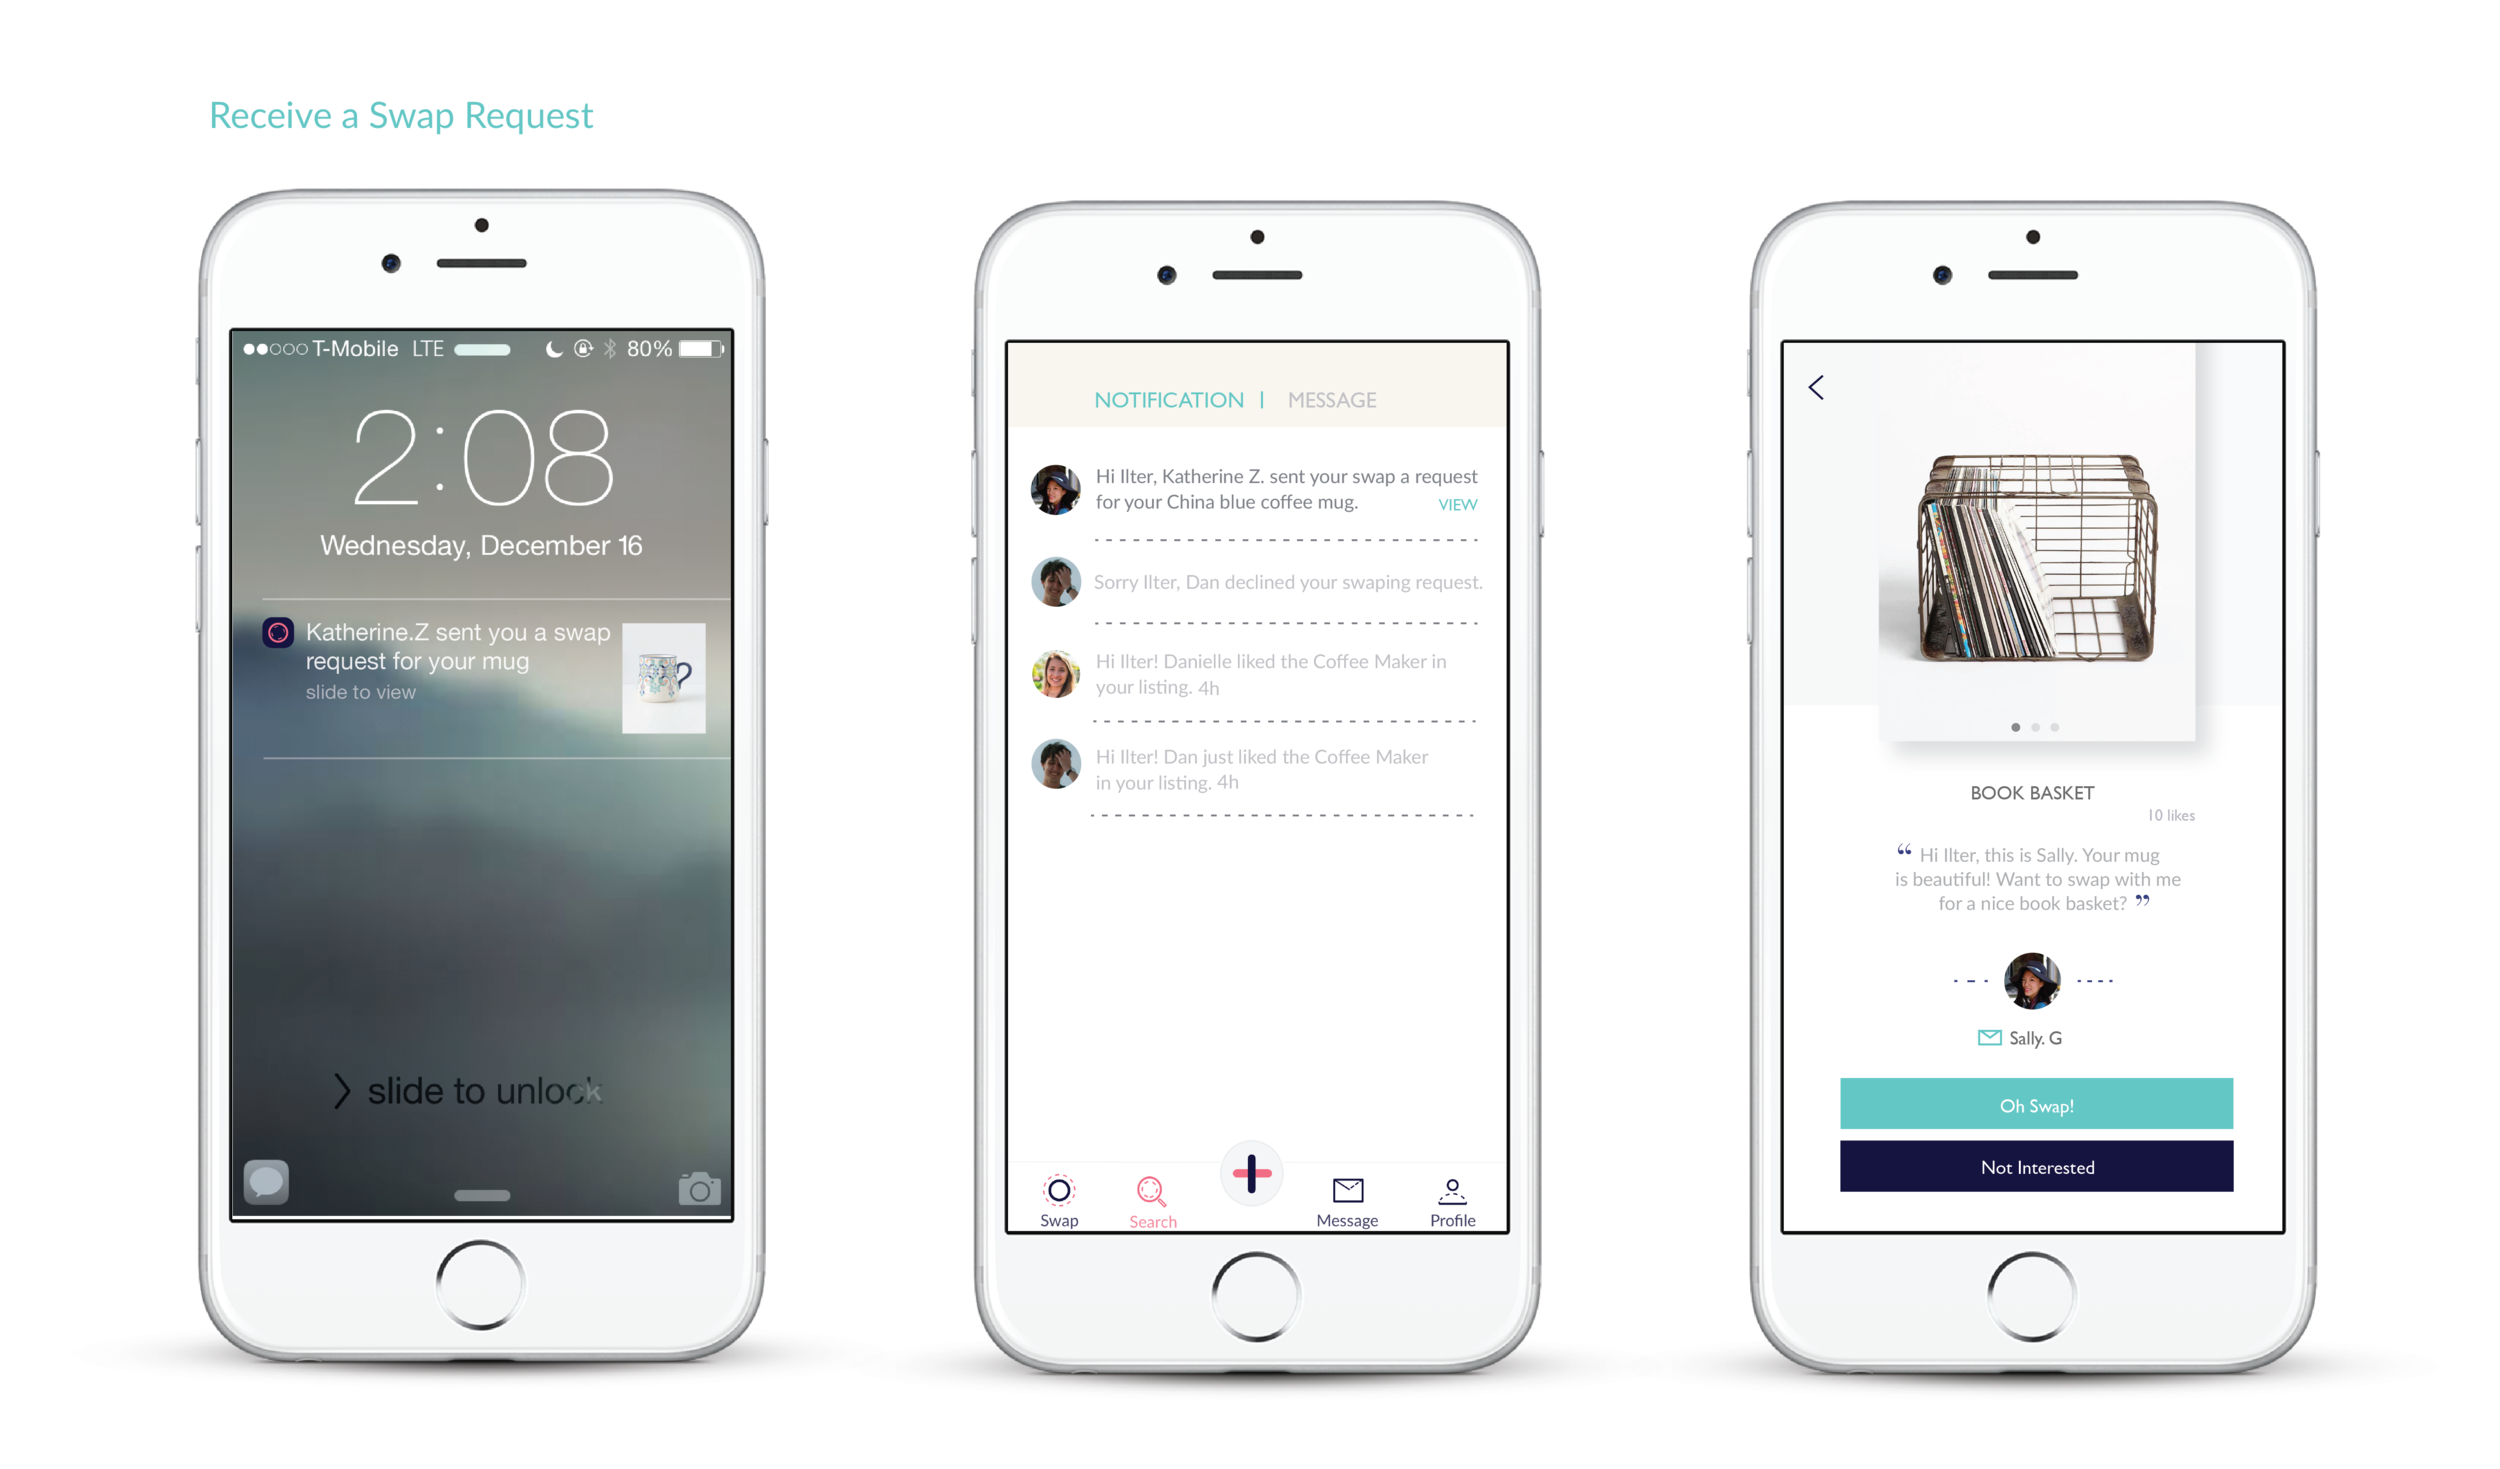 Receive a Swap Request
T-Mobile LTE 80%
2:08
Wednesday, December 16
Katherine.Z sent you a swap
request for your mug
slide to view
slide to unlock
NOTIFICATION | MESSAGE
Hi Ilter, Katherine Z. sent your swap a request
for your China blue coffee mug. VIEW
Sorry Ilter, Dan declined your swaping request.
Hi Ilter! Danielle liked the Coffee Maker in
your listing. 4h
Hi Ilter! Dan just liked the Coffee Maker
in your listing. 4h
Swap Search Message Profile
BOOK BASKET
10 likes
“ Hi Ilter, this is Sally. Your mug
is beautiful! Want to swap with me
for a nice book basket? ”
Sally. G
Oh Swap!
Not Interested